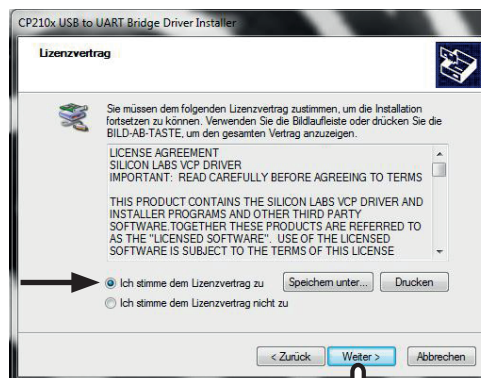 CP210x USB to UART Bridge Driver Installer
Lizenzvertrag
Sie müssen dem folgenden Lizenzvertrag zustimmen, um die Installation
fortsetzen zu können. Verwenden Sie die Bildlaufleiste oder drücken Sie die
BILD-AB-TASTE, um den gesamten Vertrag anzuzeigen.
LICENSE AGREEMENT
SILICON LABS VCP DRIVER
IMPORTANT: READ CAREFULLY BEFORE AGREEING TO TERMS
THIS PRODUCT CONTAINS THE SILICON LABS VCP DRIVER AND
INSTALLER PROGRAMS AND OTHER THIRD PARTY
SOFTWARE.TOGETHER THESE PRODUCTS ARE REFERRED TO
AS THE "LICENSED SOFTWARE". USE OF THE LICENSED
SOFTWARE IS SUBJECT TO THE TERMS OF THIS LICENSE
Ich stimme dem Lizenzvertrag zu Speichern unter... Drucken
Ich stimme dem Lizenzvertrag nicht zu
< Zurück Weiter > Abbrechen